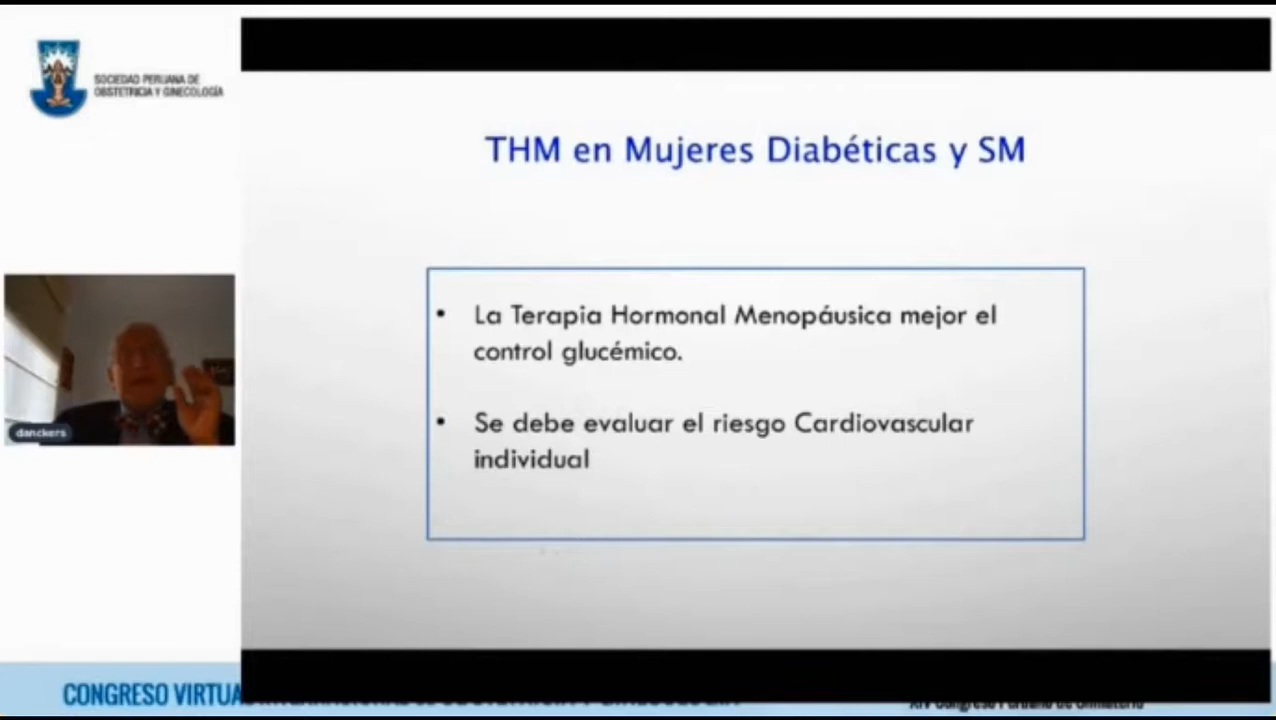 SOCIEDAD PERUANA DE
OBSTETRICIA Y GINECOLOGÍA
THM en Mujeres Diabéticas y SM
• La Terapia Hormonal Menopáusica mejor el
control glucémico.
• Se debe evaluar el riesgo Cardiovascular
individual
danckers
CONGRESO VIRTUA